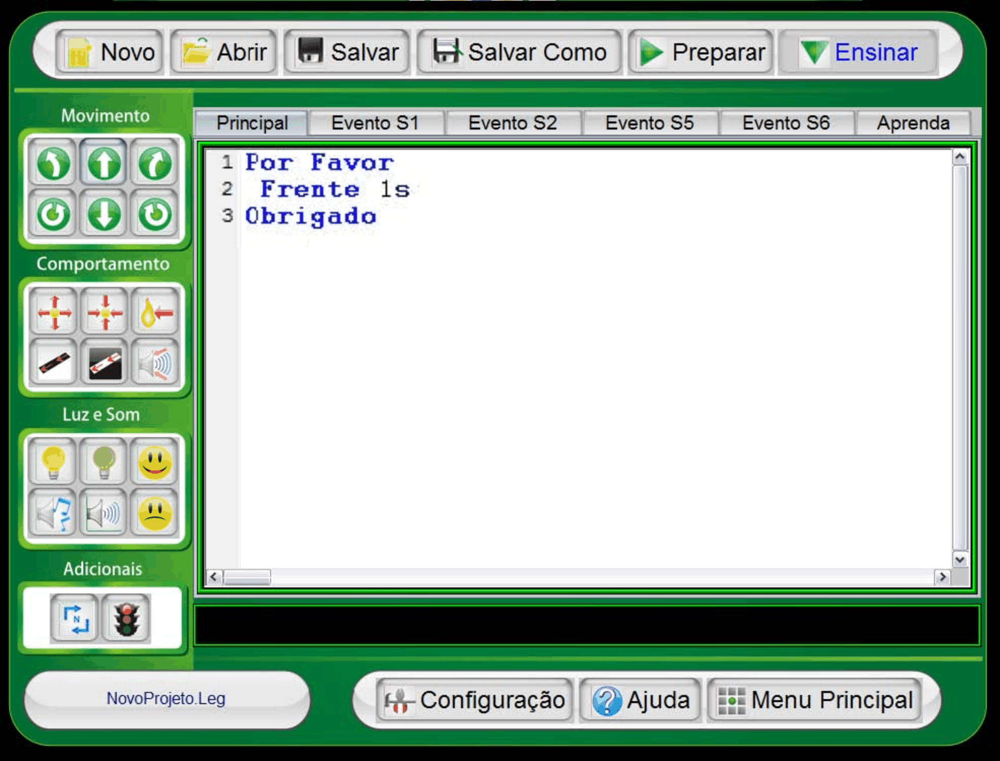 Novo Abrir Salvar Salvar Como Preparar Ensinar
Movimento
Principal Evento S1 Evento S2 Evento S5 Evento S6 Aprenda
1 Por Favor
2 Frente 1s
3 Obrigado
Comportamento
Luz e Som
Adicionais
N
NovoProjeto.Leg
Configuração Ajuda Menu Principal